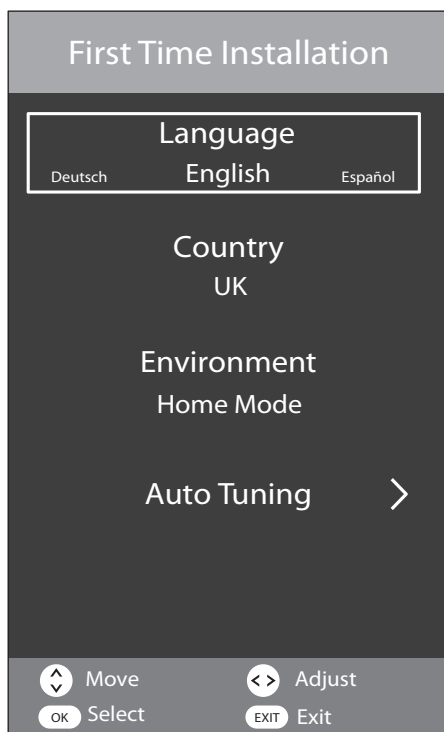 First Time Installation
Language
Deutsch English Español
Country
UK
Environment
Home Mode
Auto Tuning
Move Adjust
OK Select EXIT Exit